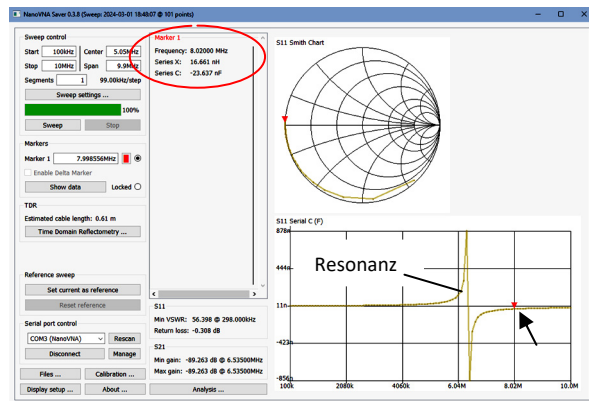 NanoVNA Saver 0.3.8 (Sweep: 2024-03-01 18:48:07 @ 101 points)
Sweep control
Start 100kHz Center 5.05MHz
Stop 10MHz Span 9.9MHz
Segments 1 99.00kHz/step
Sweep settings ...
100%
Sweep Stop
Markers
Marker 1 7.998556MHz
Enable Delta Marker
Show data Locked
TDR
Estimated cable length: 0.61 m
Time Domain Reflectometry ...
Reference sweep
Set current as reference
Reset reference
Serial port control
COM3 (NanoVNA) Rescan
Disconnect Manage
Files ... Calibration ...
Display setup ... About ...
Marker 1
Frequency: 8.02000 MHz
Series X: 16.661 nH
Series C: -23.637 nF
S11
Min VSWR: 56.398 @ 298.000kHz
Return loss: -0.308 dB
S21
Min gain: -89.263 dB @ 6.53500MHz
Max gain: -89.263 dB @ 6.53500MHz
Analysis ...
S11 Smith Chart
S11 Serial C (F)
878n
444n
11n
-423n
-856n
100k 2080k 4060k 6.04M 8.02M 10.0M
Resonanz